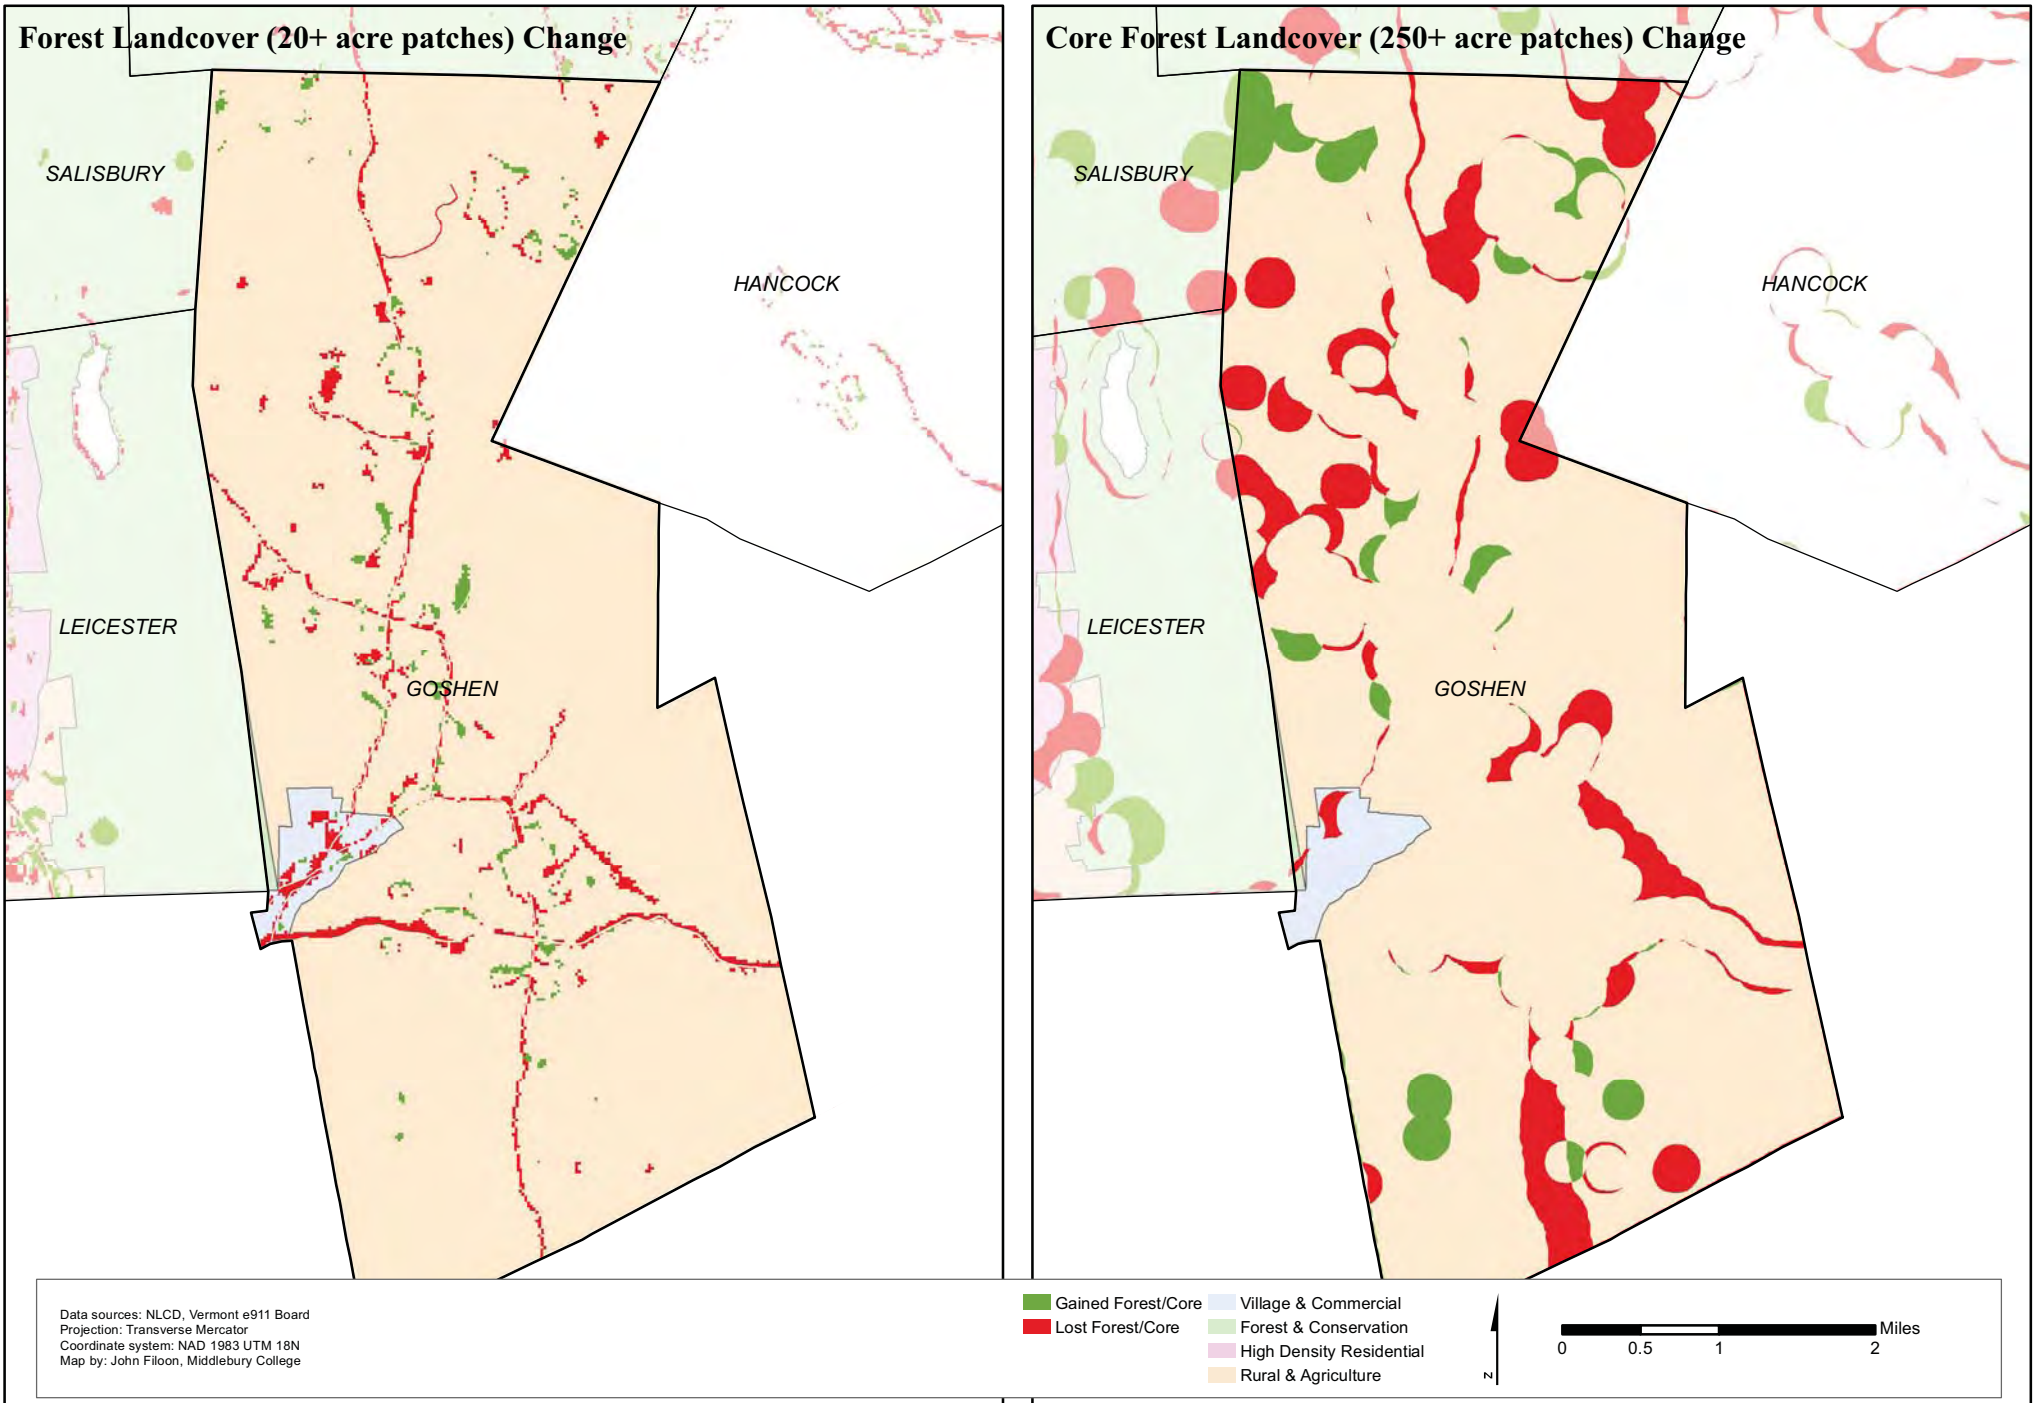 Forest Landcover (20+ acre patches) Change
SALISBURY
HANCOCK
LEICESTER
GOSHEN
Core Forest Landcover (250+ acre patches) Change
SALISBURY
HANCOCK
LEICESTER
GOSHEN
Data sources: NLCD, Vermont e911 Board
Projection: Transverse Mercator
Coordinate system: NAD 1983 UTM 18N
Map by: John Filoon, Middlebury College
Gained Forest/Core
Lost Forest/Core
Village & Commercial
Forest & Conservation
High Density Residential
Rural & Agriculture
N
Miles
0 0.5 1 2